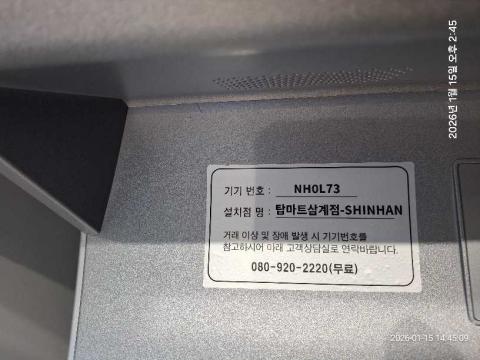 2026년 1월 15일 오후 2:45
기기 번호 : NH0L73
설치점 명 : 탑마트삼계점-SHINHAN
거래 이상 및 장애 발생 시 기기번호를
참고하시어 아래 고객상담실로 연락바랍니다.
080-920-2220(무료)
2026-01-15 14:45:09